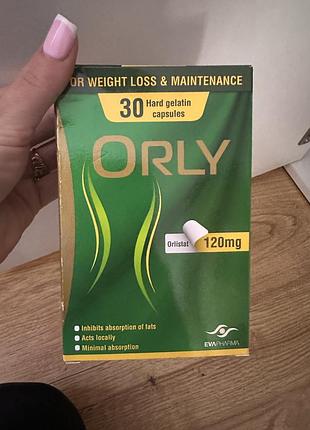 OR WEIGHT LOSS & MAINTENANCE
30 Hard gelatin
capsules
ORLY
Orlistat 120mg
Inhibits absorption of fats
Acts locally
Minimal absorption
EVAPHARMA